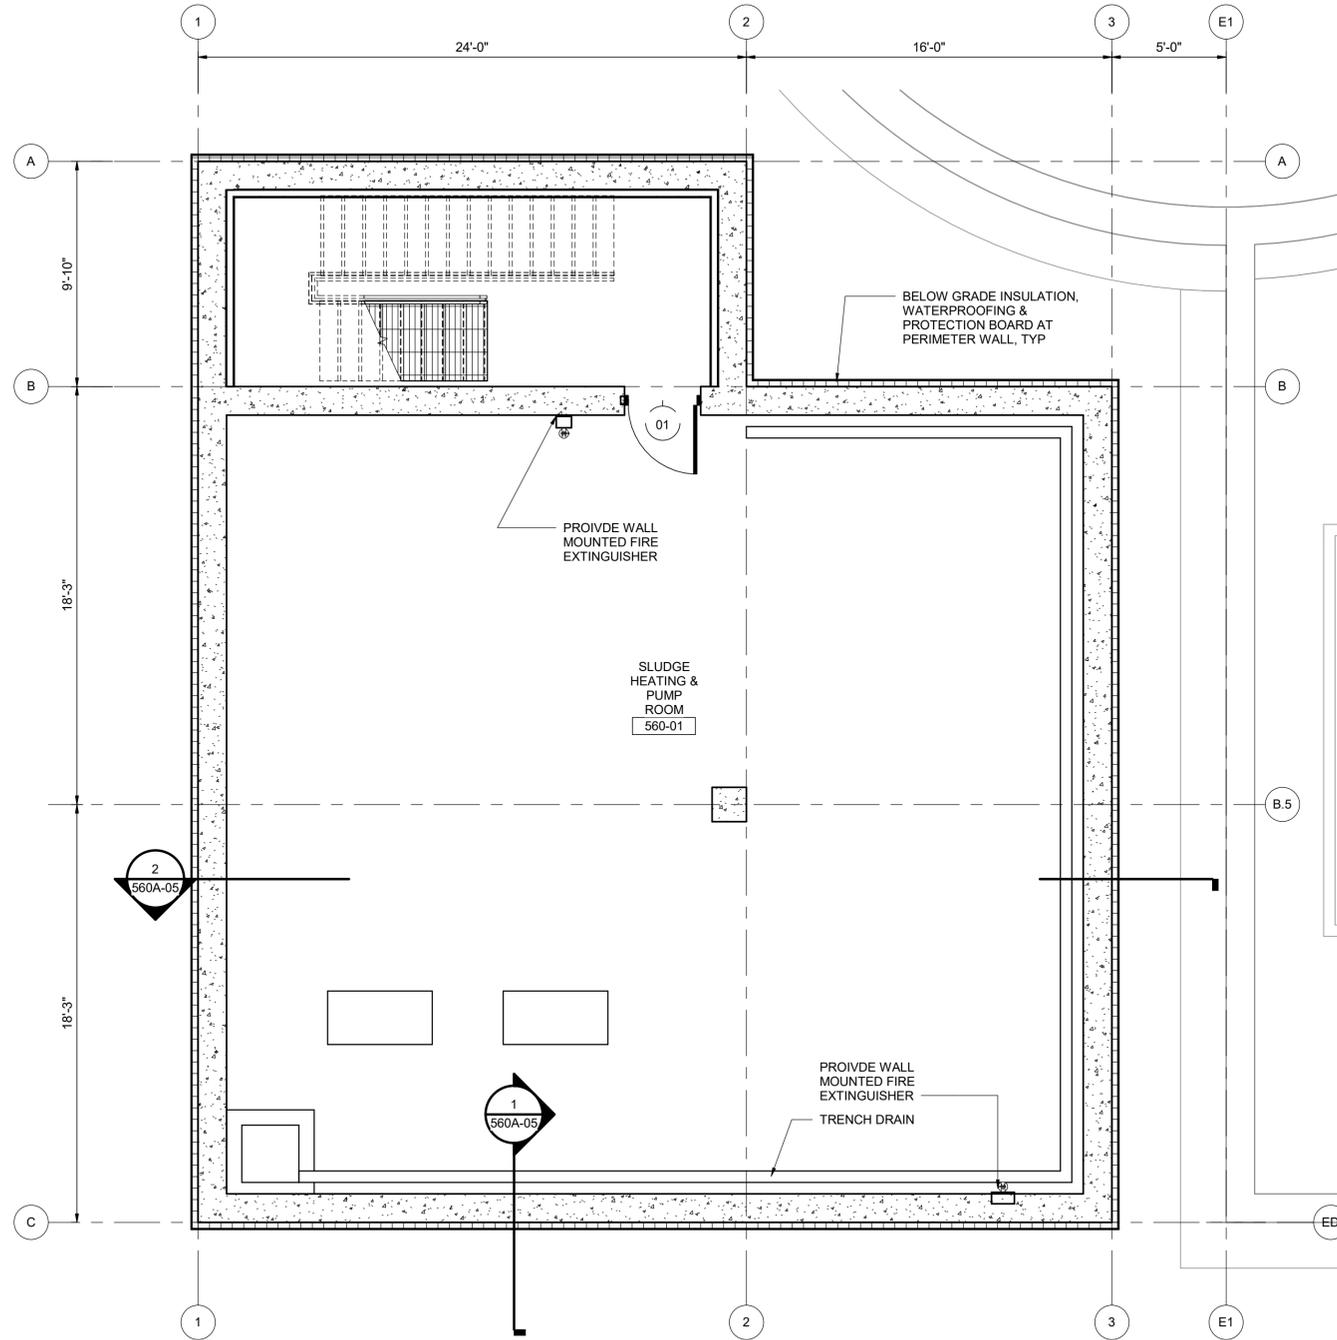 1
2
3
E1
24'-0"
16'-0"
5'-0"
A
A
9'-10"
BELOW GRADE INSULATION,
WATERPROOFING &
PROTECTION BOARD AT
PERIMETER WALL, TYP
B
B
01
PROIVDE WALL
MOUNTED FIRE
EXTINGUISHER
18'-3"
SLUDGE
HEATING &
PUMP
ROOM
560-01
B.5
2
560A-05
18'-3"
PROIVDE WALL
MOUNTED FIRE
EXTINGUISHER
TRENCH DRAIN
1
560A-05
C
ED
1
2
3
E1